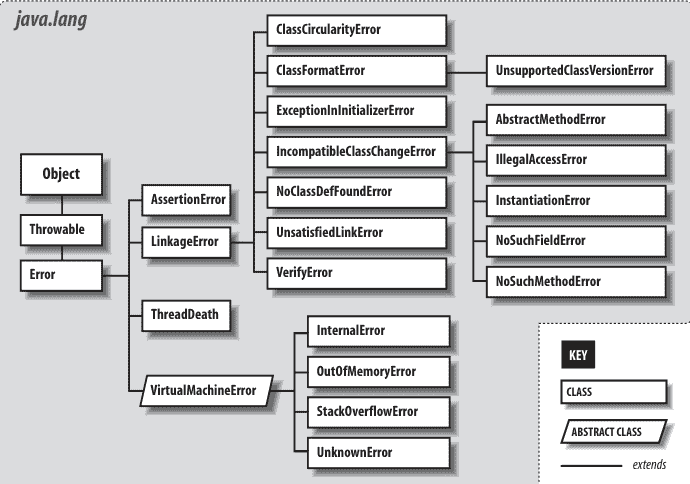 java.lang
ClassCircularityError
ClassFormatError
UnsupportedClassVersionError
ExceptionInInitializerError
AbstractMethodError
IncompatibleClassChangeError
IllegalAccessError
Object
AssertionError
NoClassDefFoundError
InstantiationError
Throwable
LinkageError
UnsatisfiedLinkError
NoSuchFieldError
Error
VerifyError
NoSuchMethodError
ThreadDeath
InternalError
VirtualMachineError
OutOfMemoryError
StackOverflowError
UnknownError
KEY
CLASS
ABSTRACT CLASS
extends